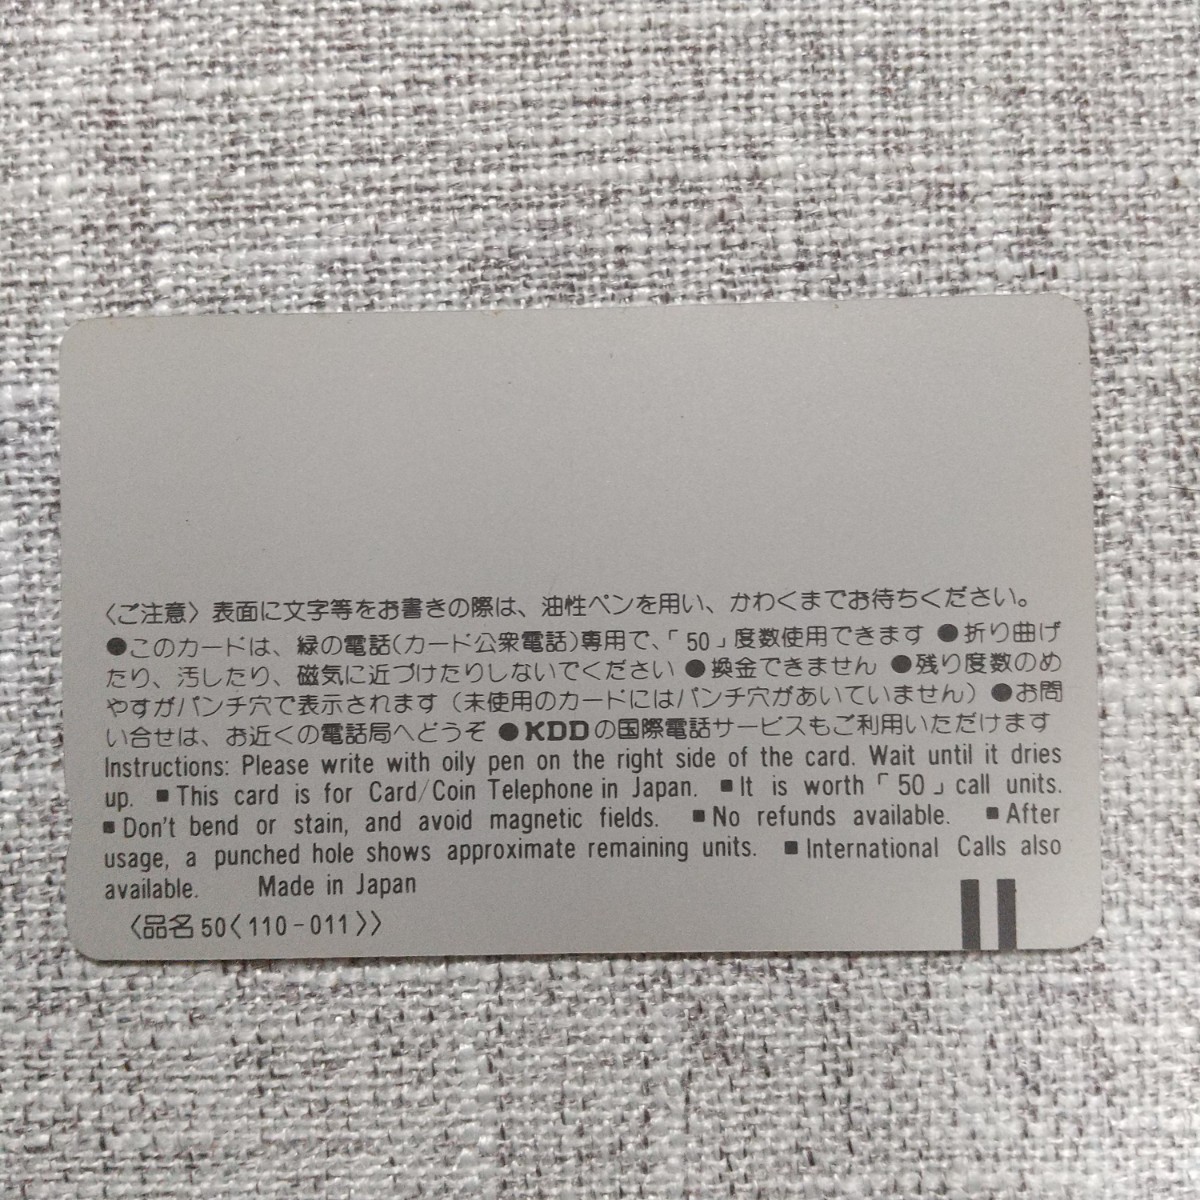 〈ご注意〉表面に文字等をお書きの際は、油性ペンを用い、かわくまでお待ちください。
●このカードは、緑の電話(カード公衆電話)専用で、「50」度数使用できます ●折り曲げ
たり、汚したり、磁気に近づけたりしないでください ●換金できません ●残り度数のめ
やすがパンチ穴で表示されます（未使用のカードにはパンチ穴があいていません）●お問
い合せは、お近くの電話局へどうぞ ●KDDの国際電話サービスもご利用いただけます
Instructions: Please write with oily pen on the right side of the card. Wait until it dries
up. ■This card is for Card/Coin Telephone in Japan. ■It is worth「50」call units.
■Don't bend or stain, and avoid magnetic fields. ■No refunds available. ■After
usage, a punched hole shows approximate remaining units. ■International Calls also
available. Made in Japan
〈品名50〈110-011〉〉